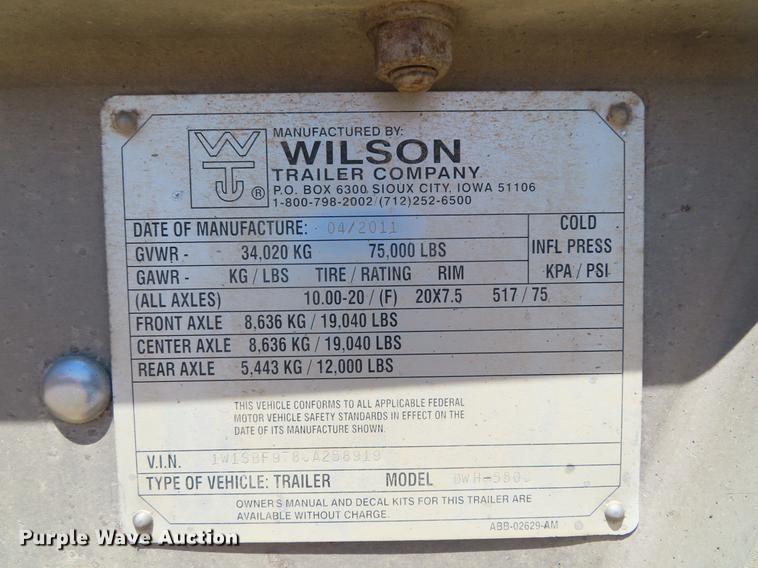 WTC ®
MANUFACTURED BY:
WILSON
TRAILER COMPANY
P.O. BOX 6300 SIOUX CITY, IOWA 51106
1-800-798-2002 / (712)252-6500
DATE OF MANUFACTURE: 04/2011
COLD
INFL PRESS
KPA / PSI
GVWR - 34,020 KG 75,000 LBS
GAWR - KG / LBS TIRE / RATING RIM
(ALL AXLES) 10.00-20 / (F) 20X7.5 517 / 75
FRONT AXLE 8,636 KG / 19,040 LBS
CENTER AXLE 8,636 KG / 19,040 LBS
REAR AXLE 5,443 KG / 12,000 LBS
THIS VEHICLE CONFORMS TO ALL APPLICABLE FEDERAL
MOTOR VEHICLE SAFETY STANDARDS IN EFFECT ON THE
DATE OF ITS MANUFACTURE SHOWN.
V.I.N.
TYPE OF VEHICLE: TRAILER MODEL
OWNER'S MANUAL AND DECAL KITS FOR THIS TRAILER ARE
AVAILABLE WITHOUT CHARGE.
ABB-02629-AM
Purple Wave Auction